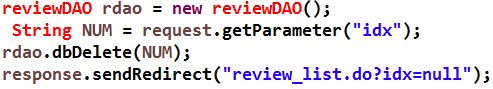 reviewDAO rdao = new reviewDAO();
String NUM = request.getParameter("idx");
rdao.dbDelete(NUM);
response.sendRedirect("review_list.do?idx=null");